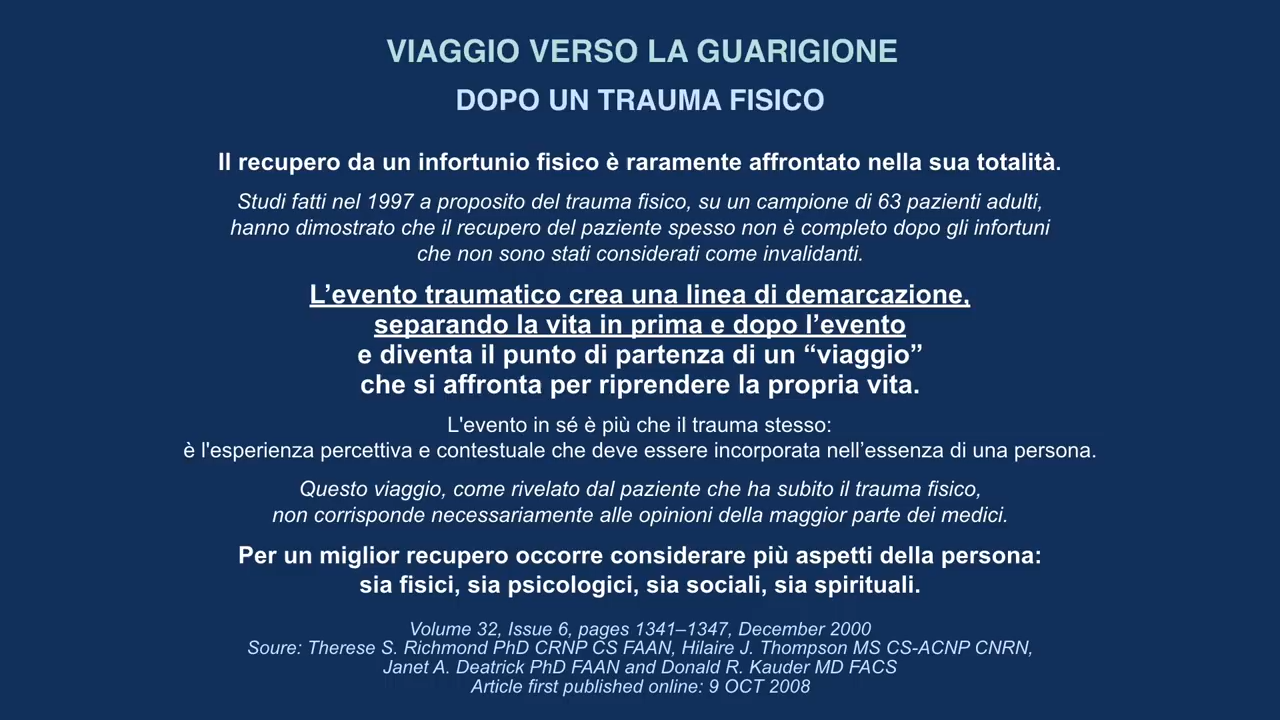 VIAGGIO VERSO LA GUARIGIONE
DOPO UN TRAUMA FISICO
Il recupero da un infortunio fisico è raramente affrontato nella sua totalità.
Studi fatti nel 1997 a proposito del trauma fisico, su un campione di 63 pazienti adulti,
hanno dimostrato che il recupero del paziente spesso non è completo dopo gli infortuni
che non sono stati considerati come invalidanti.
L’evento traumatico crea una linea di demarcazione,
separando la vita in prima e dopo l’evento
e diventa il punto di partenza di un “viaggio”
che si affronta per riprendere la propria vita.
L'evento in sé è più che il trauma stesso:
è l'esperienza percettiva e contestuale che deve essere incorporata nell’essenza di una persona.
Questo viaggio, come rivelato dal paziente che ha subito il trauma fisico,
non corrisponde necessariamente alle opinioni della maggior parte dei medici.
Per un miglior recupero occorre considerare più aspetti della persona:
sia fisici, sia psicologici, sia sociali, sia spirituali.
Volume 32, Issue 6, pages 1341–1347, December 2000
Soure: Therese S. Richmond PhD CRNP CS FAAN, Hilaire J. Thompson MS CS-ACNP CNRN,
Janet A. Deatrick PhD FAAN and Donald R. Kauder MD FACS
Article first published online: 9 OCT 2008